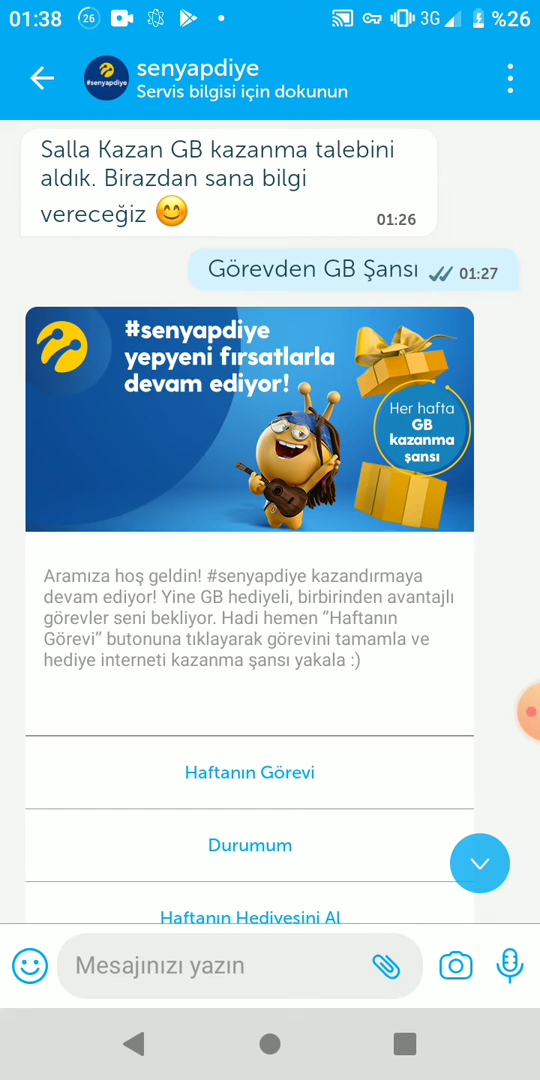 01:38
26
3G
%26
#senyapdiye
senyapdiye
Servis bilgisi için dokunun
Salla Kazan GB kazanma talebini
aldık. Birazdan sana bilgi
vereceğiz 😊
01:26
Görevden GB Şansı
01:27
#senyapdiye
yepyeni fırsatlarla
devam ediyor!
Her hafta
GB
kazanma
şansı
Aramıza hoş geldin! #senyapdiye kazandırmaya
devam ediyor! Yine GB hediyeli, birbirinden avantajlı
görevler seni bekliyor. Hadi hemen “Haftanın
Görevi” butonuna tıklayarak görevini tamamla ve
hediye interneti kazanma şansı yakala :)
Haftanın Görevi
Durumum
Haftanın Hediyesini Al
Mesajınızı yazın